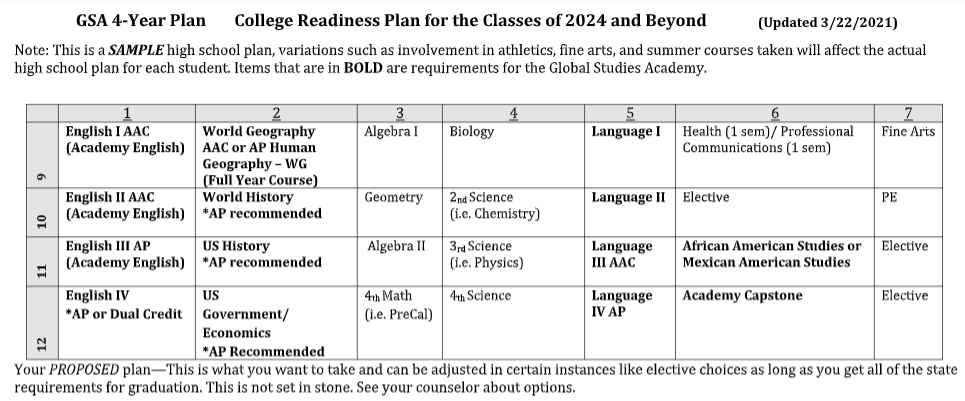 GSA 4-Year Plan College Readiness Plan for the Classes of 2024 and Beyond (Updated 3/22/2021)
Note: This is a SAMPLE high school plan, variations such as involvement in athletics, fine arts, and summer courses taken will affect the actual
high school plan for each student. Items that are in BOLD are requirements for the Global Studies Academy.
1 2 3 4 5 6 7
9
English I AAC
(Academy English)
World Geography
AAC or AP Human
Geography – WG
(Full Year Course)
Algebra I
Biology
Language I
Health (1 sem)/ Professional
Communications (1 sem)
Fine Arts
10
English II AAC
(Academy English)
World History
*AP recommended
Geometry
2nd Science
(i.e. Chemistry)
Language II
Elective
PE
11
English III AP
(Academy English)
US History
*AP recommended
Algebra II
3rd Science
(i.e. Physics)
Language
III AAC
African American Studies or
Mexican American Studies
Elective
12
English IV
*AP or Dual Credit
US
Government/
Economics
*AP Recommended
4th Math
(i.e. PreCal)
4th Science
Language
IV AP
Academy Capstone
Elective
Your PROPOSED plan—This is what you want to take and can be adjusted in certain instances like elective choices as long as you get all of the state
requirements for graduation. This is not set in stone. See your counselor about options.